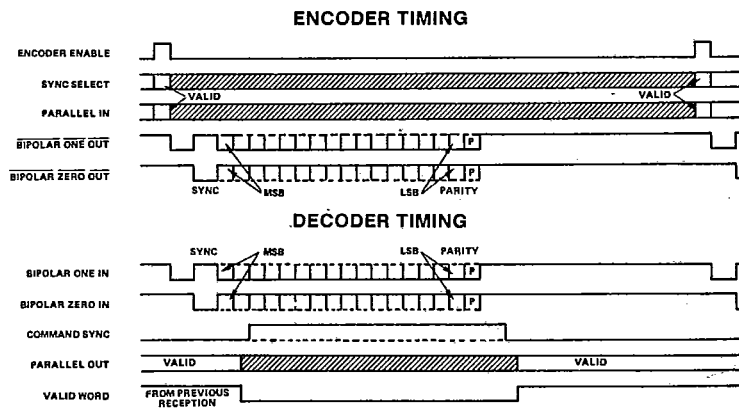 ENCODER TIMING
ENCODER ENABLE
SYNC SELECT
VALID
VALID
PARALLEL IN
BIPOLAR ONE OUT
P
BIPOLAR ZERO OUT
P
SYNC
MSB
LSB
PARITY
DECODER TIMING
SYNC
MSB
LSB
PARITY
BIPOLAR ONE IN
P
BIPOLAR ZERO IN
P
COMMAND SYNC
PARALLEL OUT
VALID
VALID
VALID WORD
FROM PREVIOUS
RECEPTION